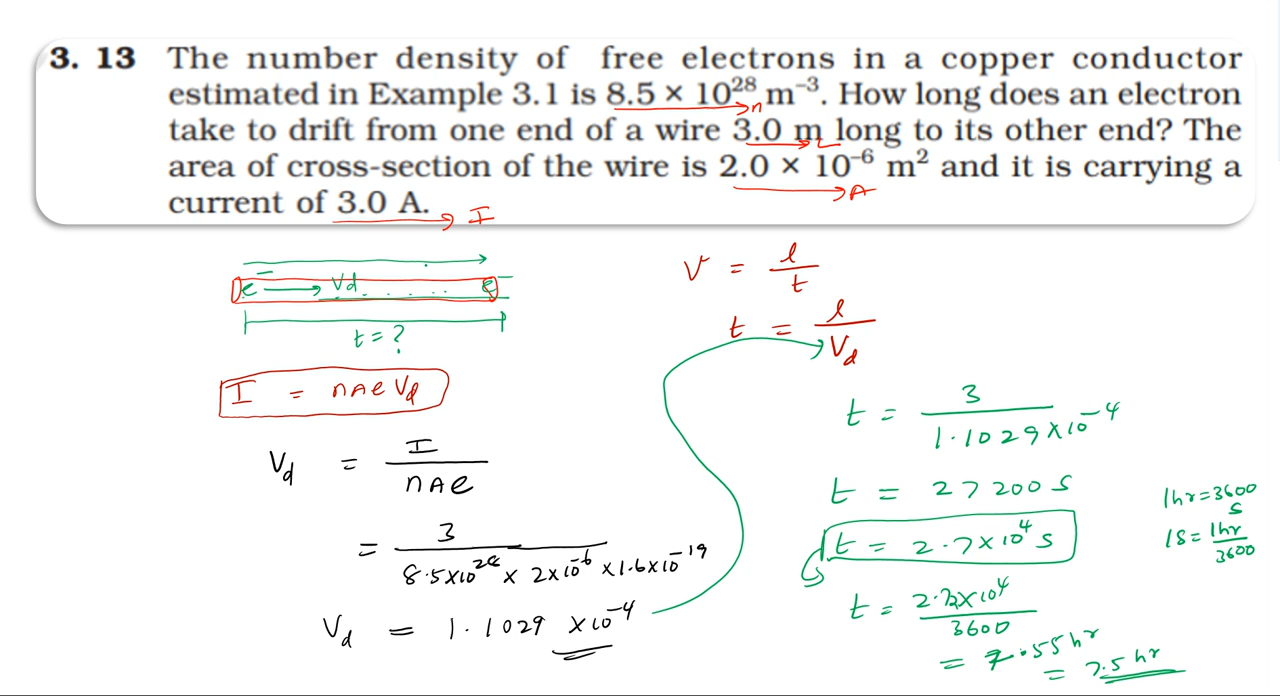 3. 13 The number density of free electrons in a copper conductor
estimated in Example 3.1 is 8.5 × 10²⁸ m⁻³. How long does an electron
take to drift from one end of a wire 3.0 m long to its other end? The
area of cross-section of the wire is 2.0 × 10⁻⁶ m² and it is carrying a
current of 3.0 A.
n
L
A
I
e⁻ Vd e⁻
t = ?
I = nAeVd
Vd = I / nAe
= 3 / 8.5×10²⁸ × 2×10⁻⁶ × 1.6×10⁻¹⁹
Vd = 1.1029 ×10⁻⁴
V = l / t
t = l / Vd
t = 3 / 1.1029×10⁻⁴
t = 27200 s
t = 2.7×10⁴ s
t = 2.7×10⁴ / 3600
= 7.55 hr
= 7.5 hr
1hr = 3600 s
1s = 1hr / 3600